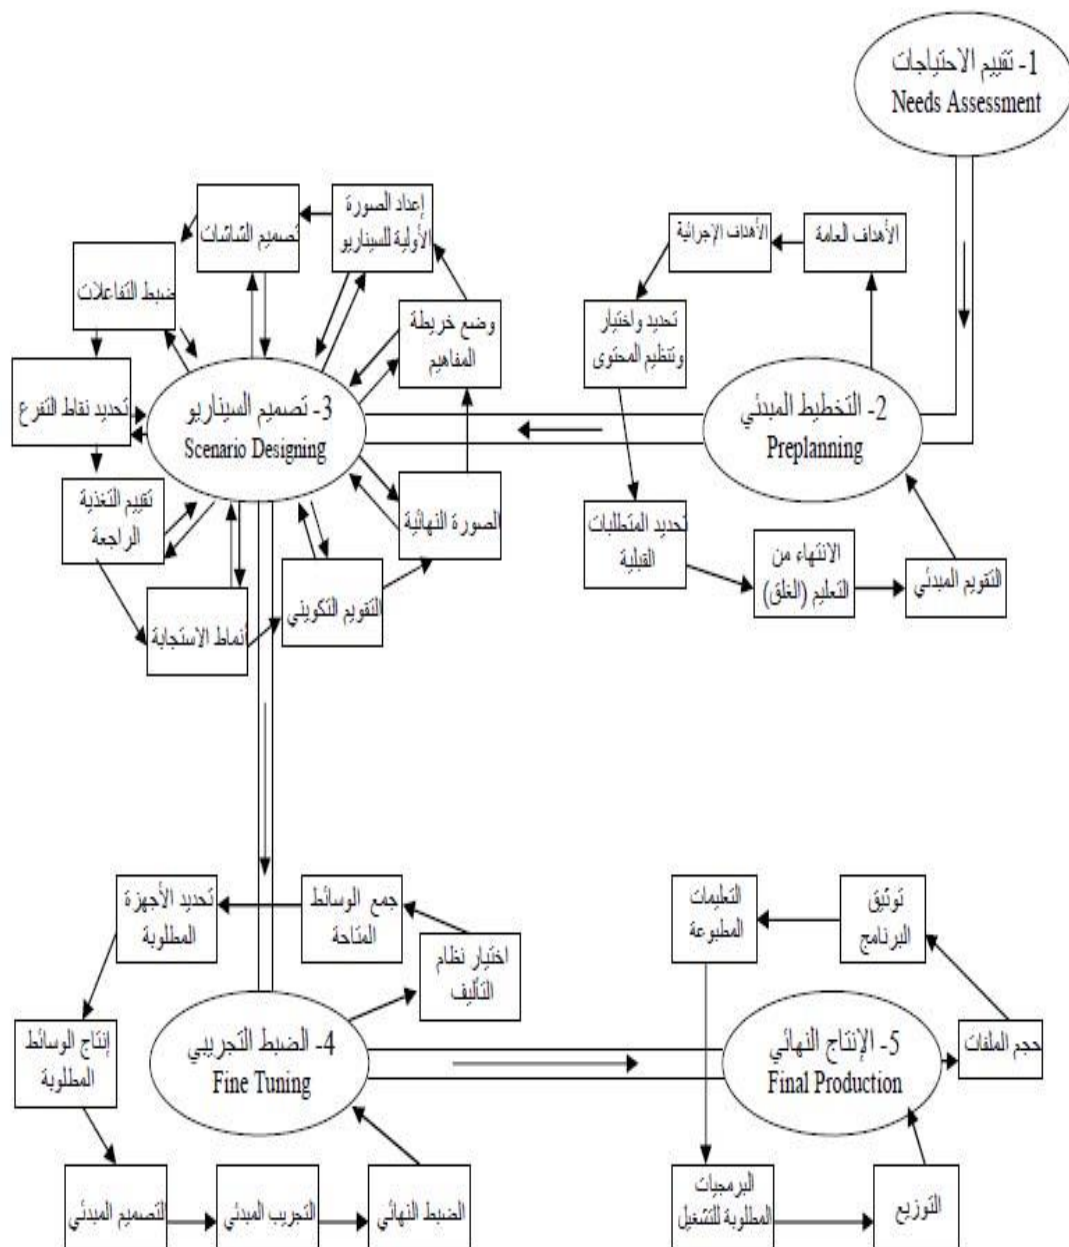 1- تقييم الاحتياجات
Needs Assessment
الأهداف العامة
الأهداف الإجرائية
تحديد واختيار
وتنظيم المحتوى
تحديد المتطلبات
القبلية
الانتهاء من
التعليم (الغلق)
التقويم المبدئي
2- التخطيط المبدئي
Preplanning
3- تصميم السيناريو
Scenario Designing
وضع خريطة
المفاهيم
إعداد الصورة
الأولية للسيناريو
تصميم الشاشات
ضبط التفاعلات
تحديد نقاط التفرع
تقييم التغذية
الراجعة
أنماط الاستجابة
التقويم التكويني
الصورة النهائية
4- الضبط التجريبي
Fine Tuning
اختيار نظام
التأليف
جمع الوسائط
المتاحة
تحديد الأجهزة
المطلوبة
إنتاج الوسائط
المطلوبة
التصميم المبدئي
التجريب المبدئي
الضبط النهائي
5- الإنتاج النهائي
Final Production
حجم الملفات
توثيق
البرنامج
التعليمات
المطبوعة
البرمجيات
المطلوبة للتشغيل
التوزيع